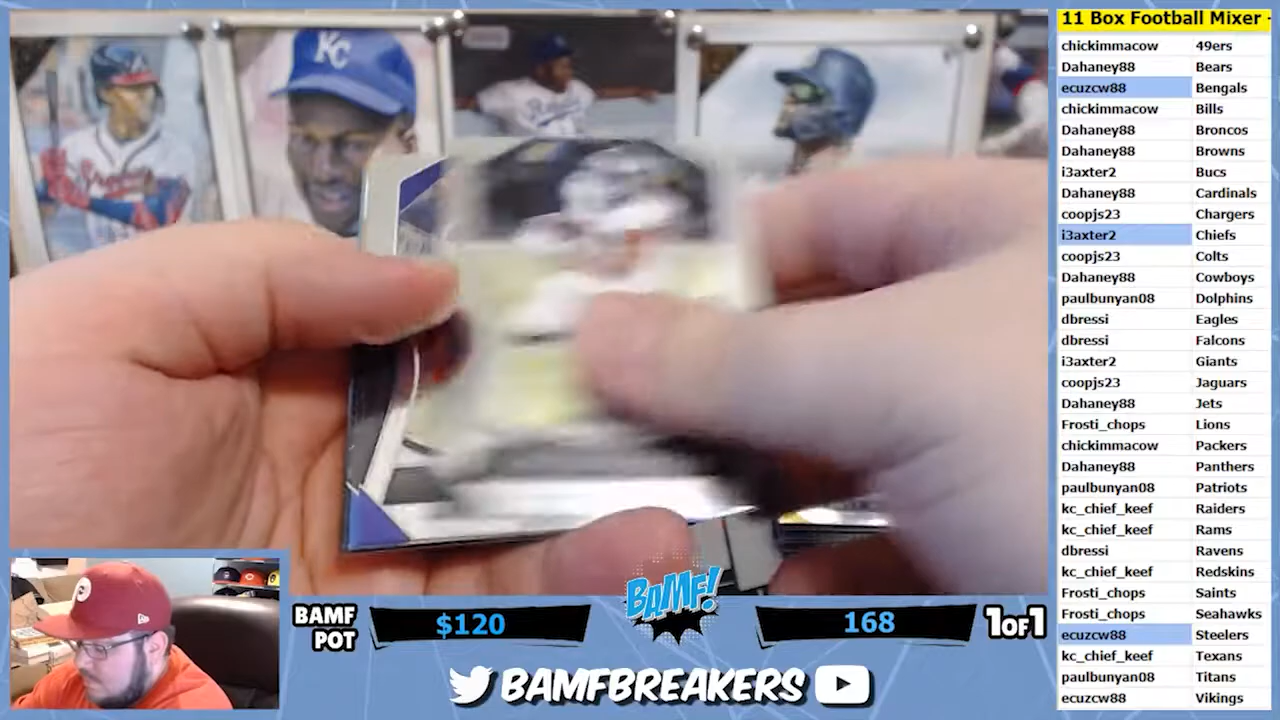 11 Box Football Mixer -
chickimmacow 49ers
Dahaney88 Bears
ecuzcw88 Bengals
chickimmacow Bills
Dahaney88 Broncos
Dahaney88 Browns
i3axter2 Bucs
Dahaney88 Cardinals
coopjs23 Chargers
i3axter2 Chiefs
coopjs23 Colts
Dahaney88 Cowboys
paulbunyan08 Dolphins
dbressi Eagles
dbressi Falcons
i3axter2 Giants
coopjs23 Jaguars
Dahaney88 Jets
Frosti_chops Lions
chickimmacow Packers
Dahaney88 Panthers
paulbunyan08 Patriots
kc_chief_keef Raiders
kc_chief_keef Rams
dbressi Ravens
kc_chief_keef Redskins
Frosti_chops Saints
Frosti_chops Seahawks
ecuzcw88 Steelers
kc_chief_keef Texans
paulbunyan08 Titans
ecuzcw88 Vikings
KC
Royals
BAMF POT
$120
BAMF!
168
1OF1
BAMFBREAKERS